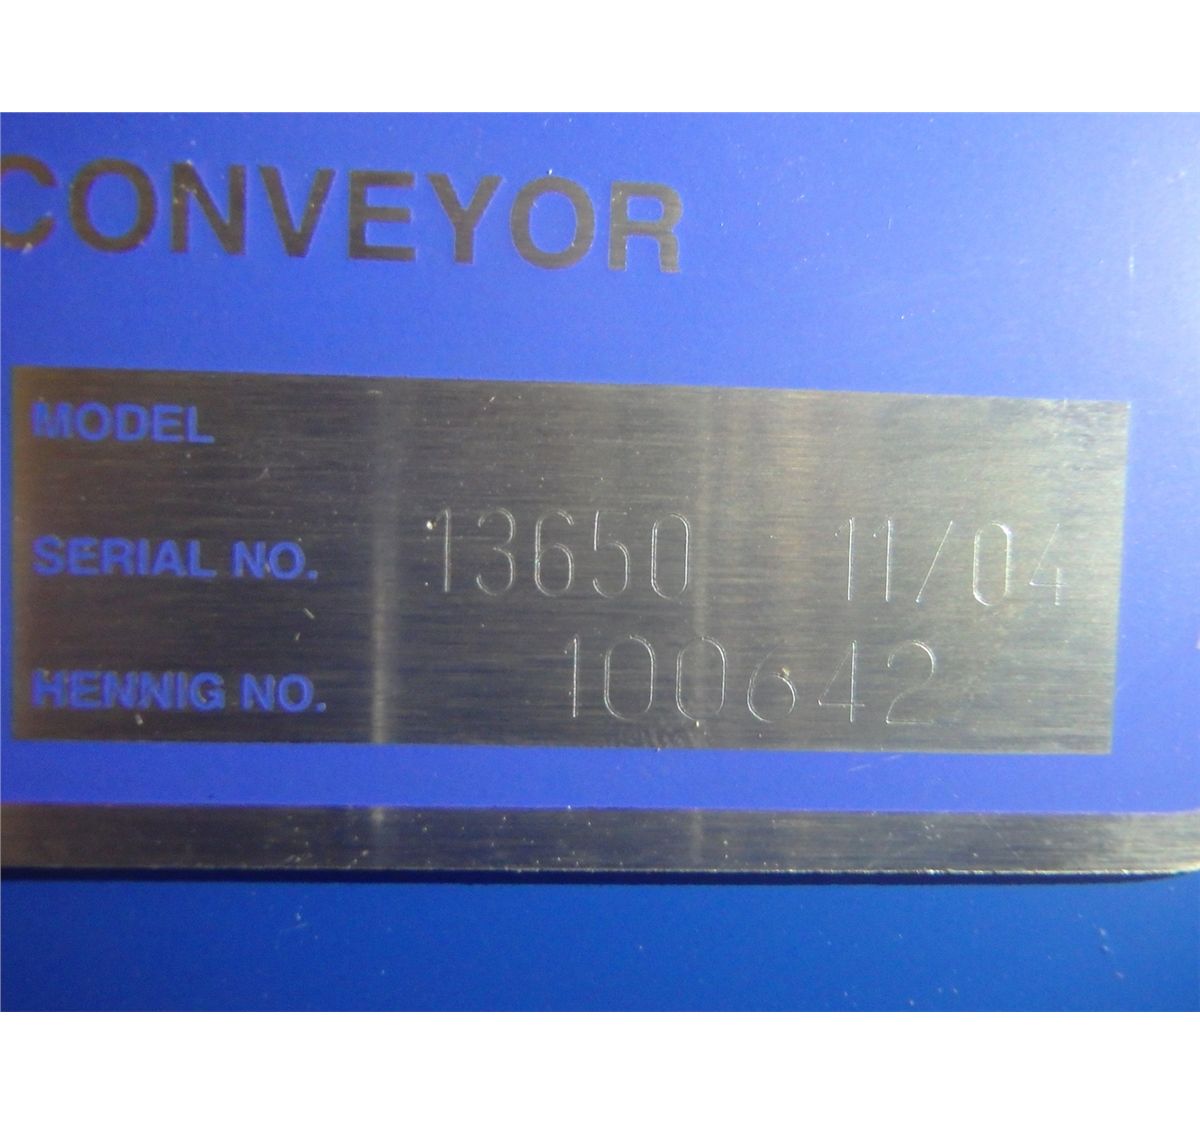 CONVEYOR
MODEL
SERIAL NO. 13650 11/04
HENNIG NO. 100642